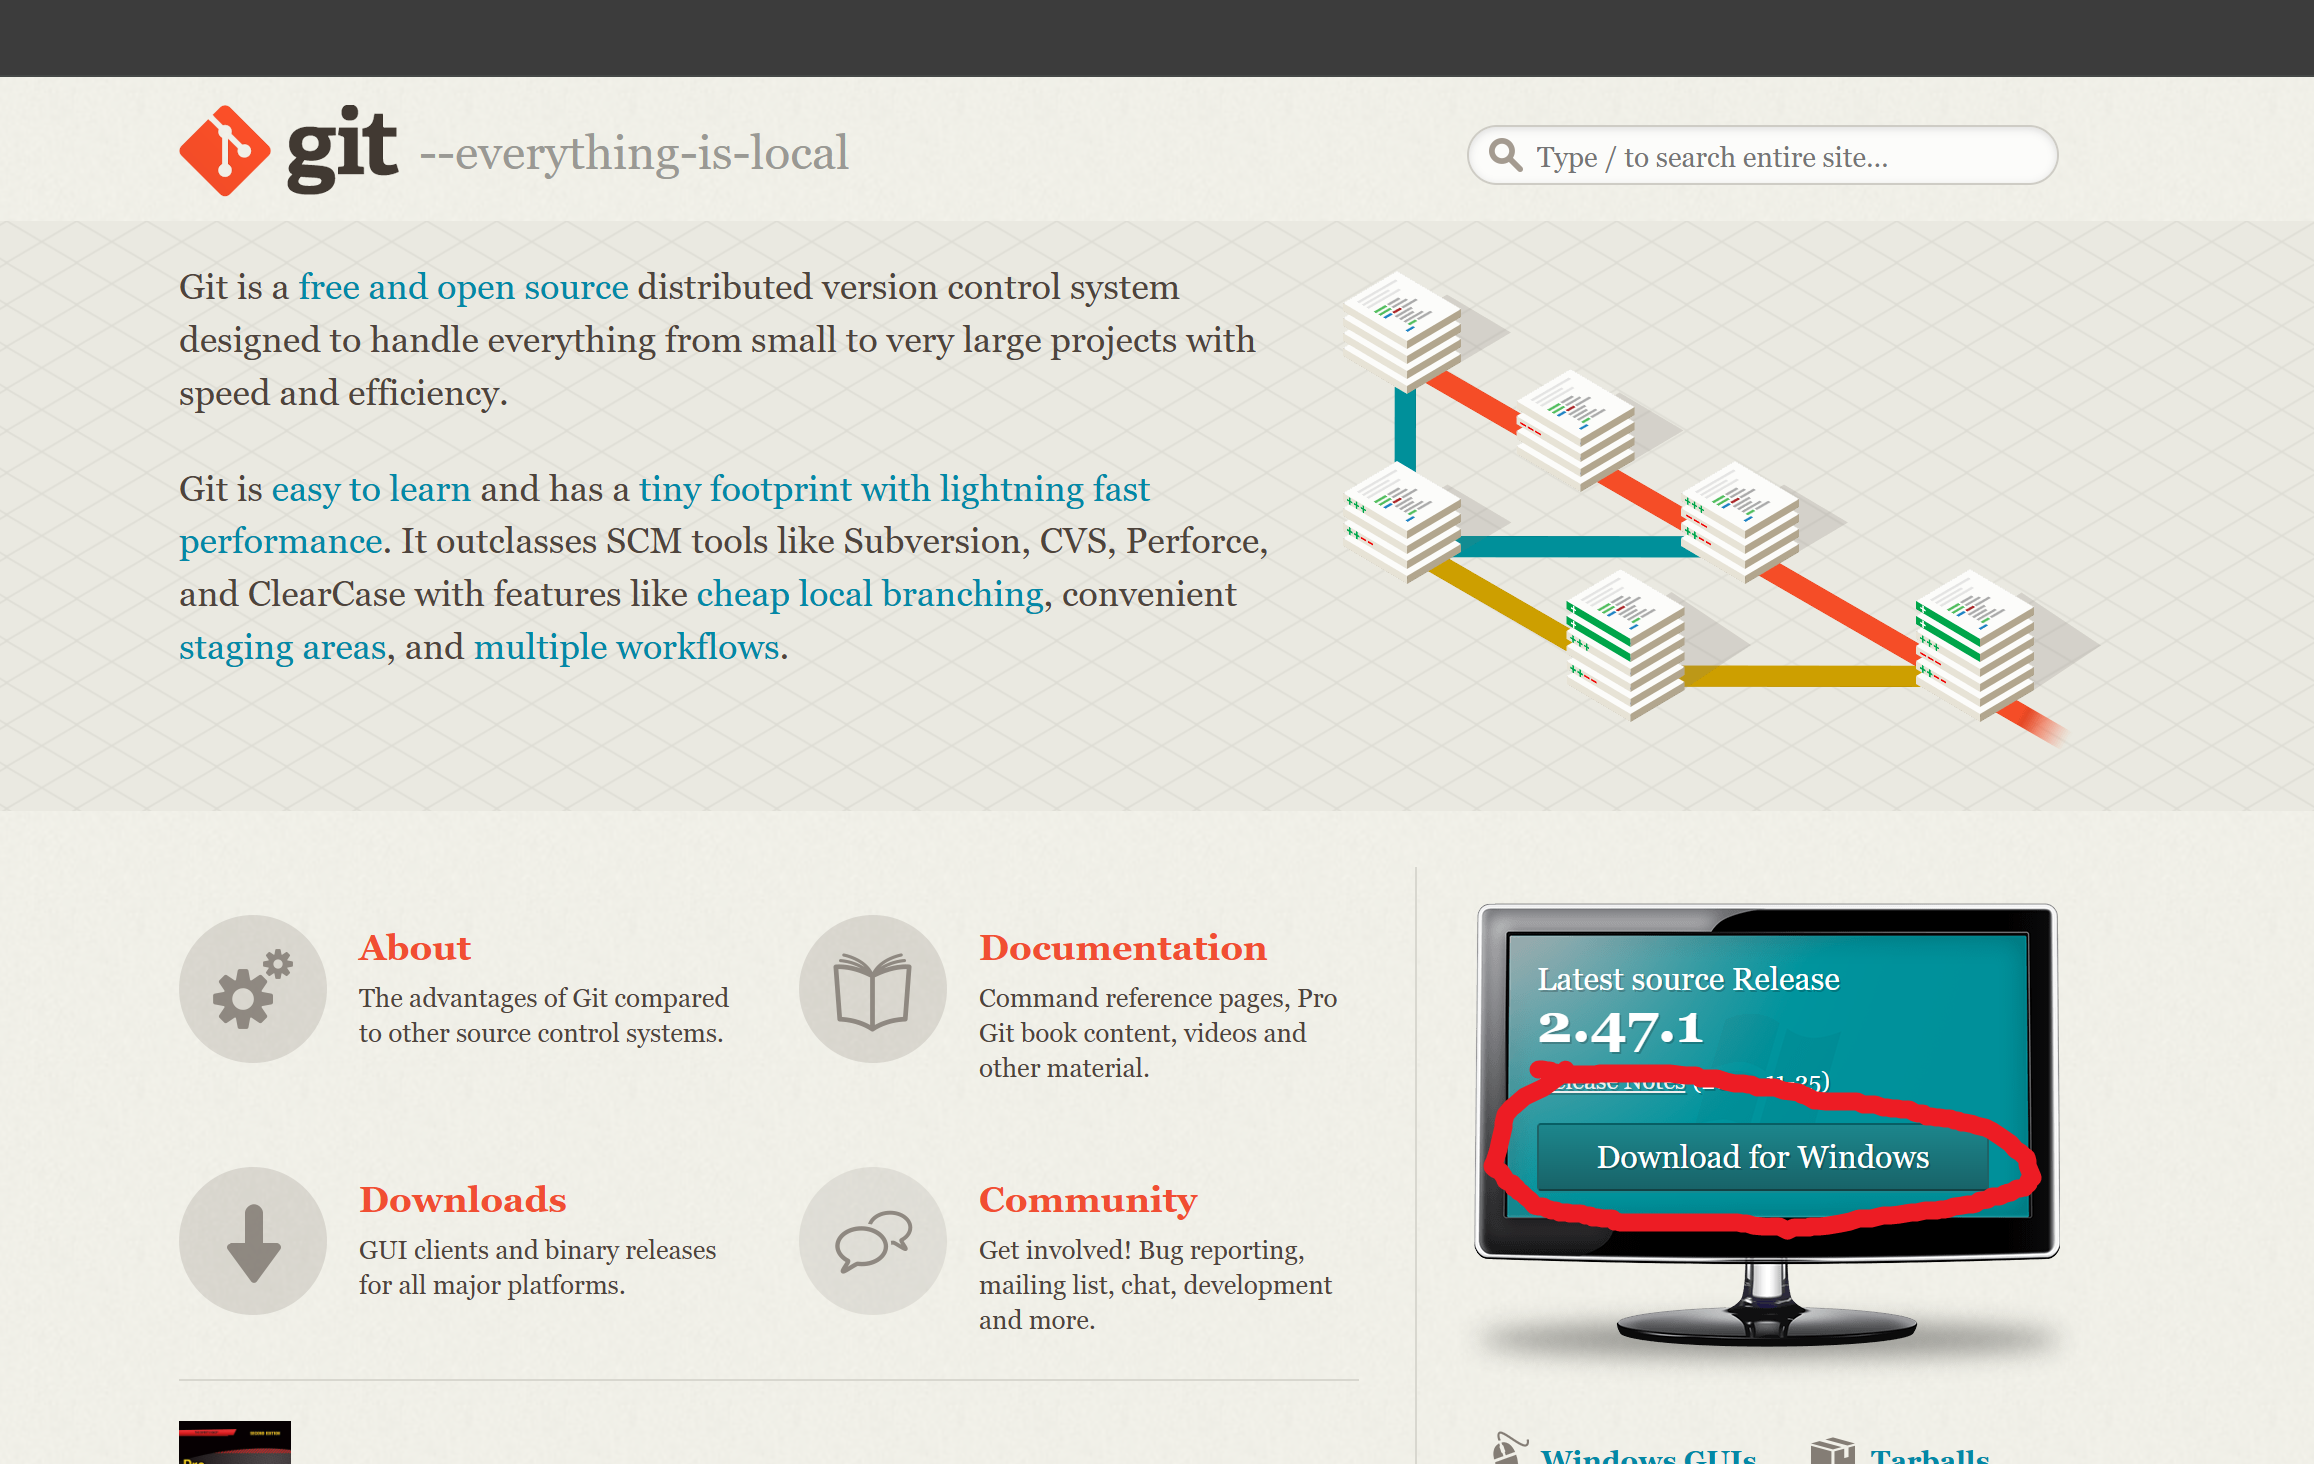 git --everything-is-local
Type / to search entire site...
Git is a free and open source distributed version control system
designed to handle everything from small to very large projects with
speed and efficiency.
Git is easy to learn and has a tiny footprint with lightning fast
performance. It outclasses SCM tools like Subversion, CVS, Perforce,
and ClearCase with features like cheap local branching, convenient
staging areas, and multiple workflows.
About
The advantages of Git compared
to other source control systems.
Documentation
Command reference pages, Pro
Git book content, videos and
other material.
Downloads
GUI clients and binary releases
for all major platforms.
Community
Get involved! Bug reporting,
mailing list, chat, development
and more.
Latest source Release
2.47.1
Notes
Download for Windows
Windows GUIs
Tarballs
Pro